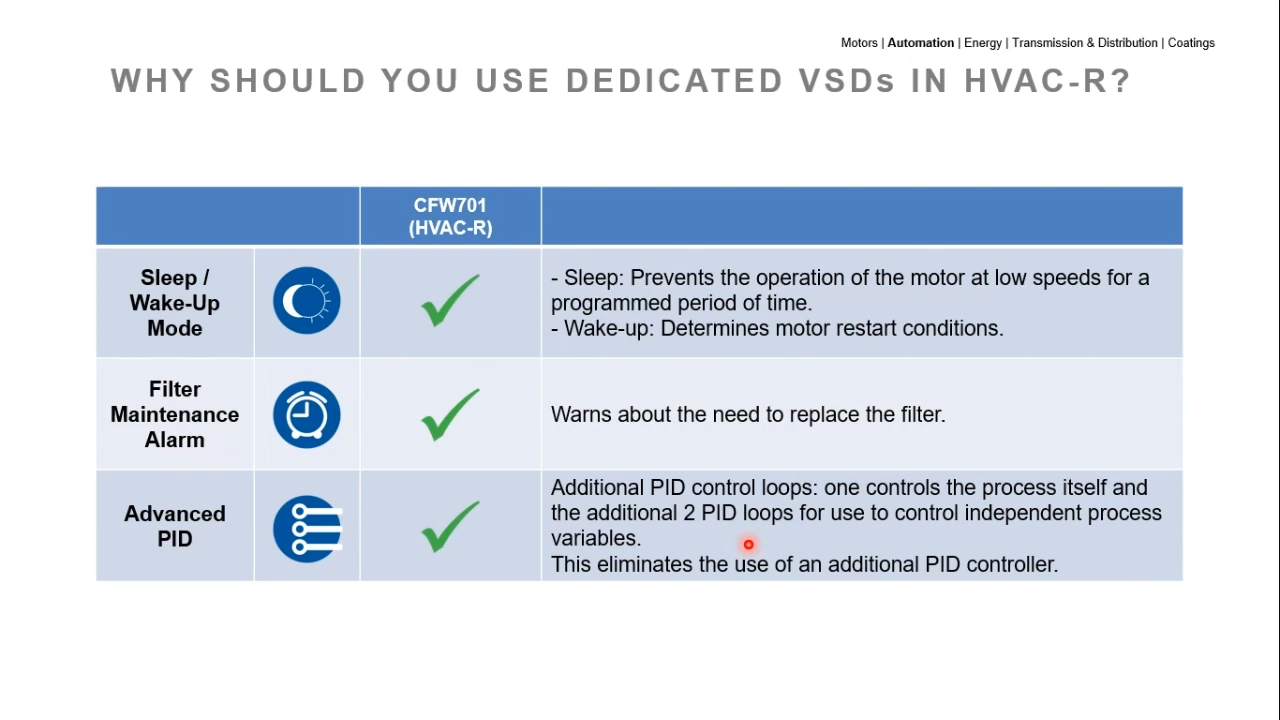 Motors | Automation | Energy | Transmission & Distribution | Coatings
WHY SHOULD YOU USE DEDICATED VSDs IN HVAC-R?
CFW701
(HVAC-R)
Sleep /
Wake-Up
Mode
- Sleep: Prevents the operation of the motor at low speeds for a
programmed period of time.
- Wake-up: Determines motor restart conditions.
Filter
Maintenance
Alarm
Warns about the need to replace the filter.
Advanced
PID
Additional PID control loops: one controls the process itself and
the additional 2 PID loops for use to control independent process
variables.
This eliminates the use of an additional PID controller.